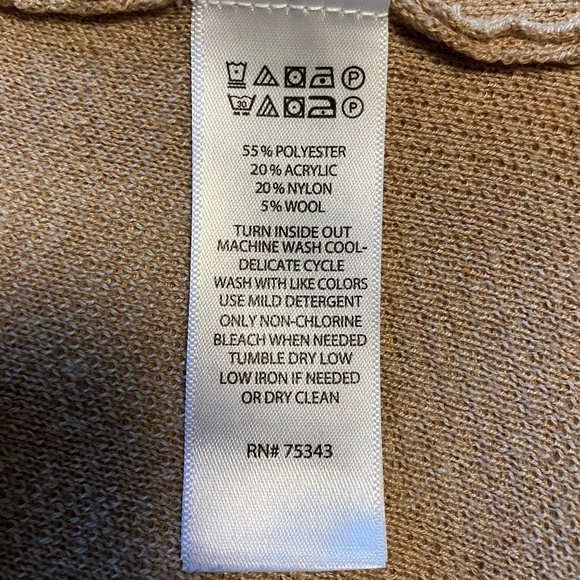 P
30 P
55% POLYESTER
20% ACRYLIC
20% NYLON
5% WOOL
TURN INSIDE OUT
MACHINE WASH COOL-
DELICATE CYCLE
WASH WITH LIKE COLORS
USE MILD DETERGENT
ONLY NON-CHLORINE
BLEACH WHEN NEEDED
TUMBLE DRY LOW
LOW IRON IF NEEDED
OR DRY CLEAN
RN# 75343